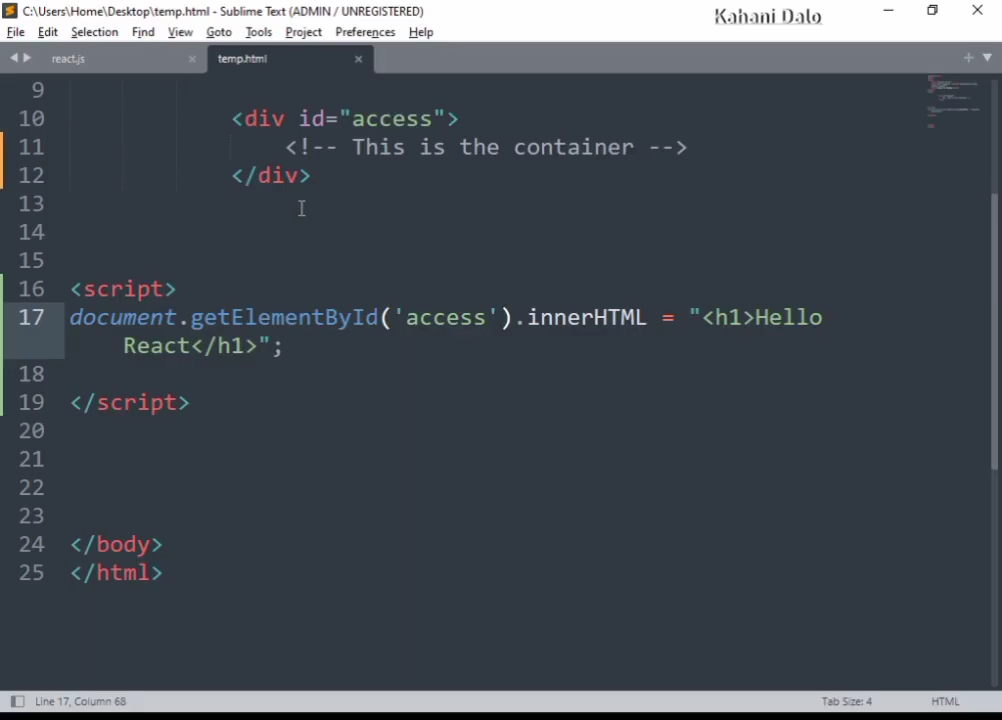 C:\Users\Home\Desktop\temp.html - Sublime Text (ADMIN / UNREGISTERED)
Kahani Dalo
File Edit Selection Find View Goto Tools Project Preferences Help
react.js temp.html
9
10 <div id="access">
11 <!-- This is the container -->
12 </div>
13
14
15
16 <script>
17 document.getElementById('access').innerHTML = "<h1>Hello
React</h1>";
18
19 </script>
20
21
22
23
24 </body>
25 </html>
Line 17, Column 68 Tab Size: 4 HTML